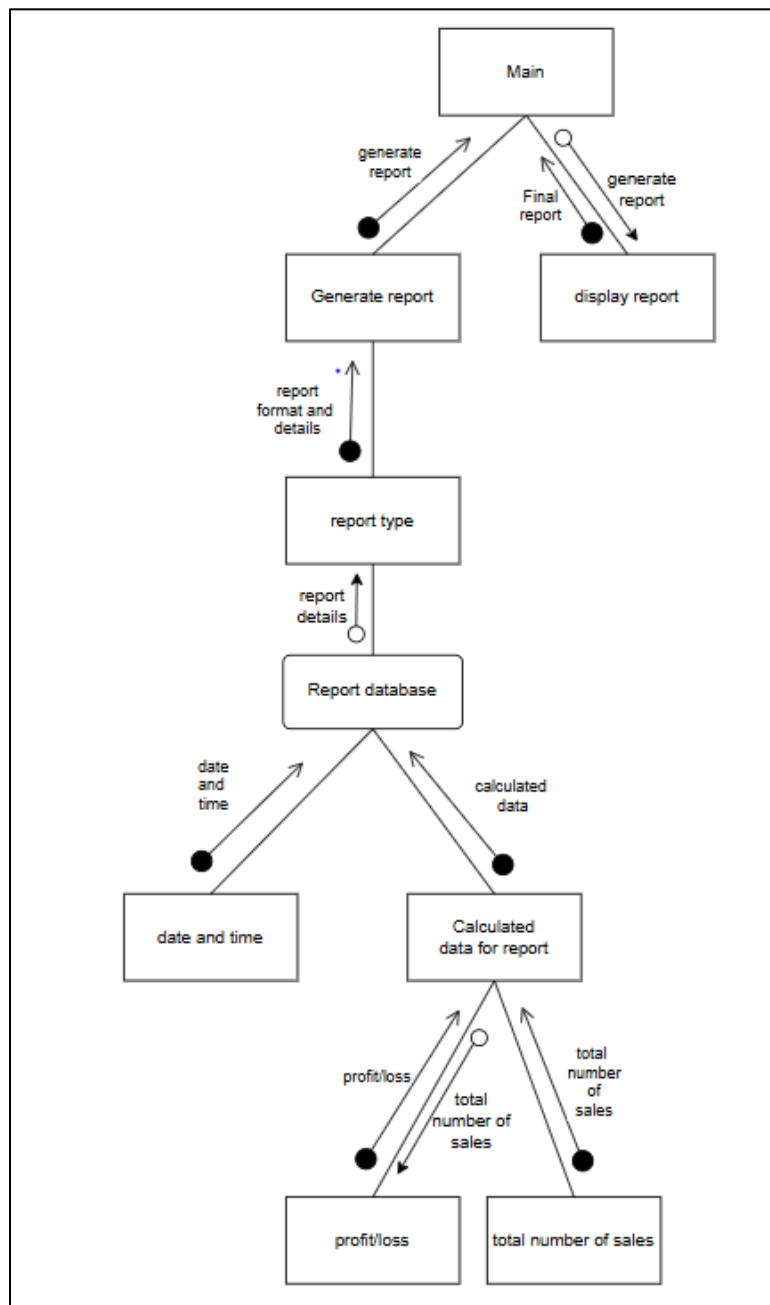 Main
generate
report
generate
report
Final
report
Generate report
display report
report
format and
details
report type
report
details
Report database
date
and
time
calculated
data
date and time
Calculated
data for report
profit/loss
total
number of
sales
total
number
of
sales
profit/loss
total number of sales